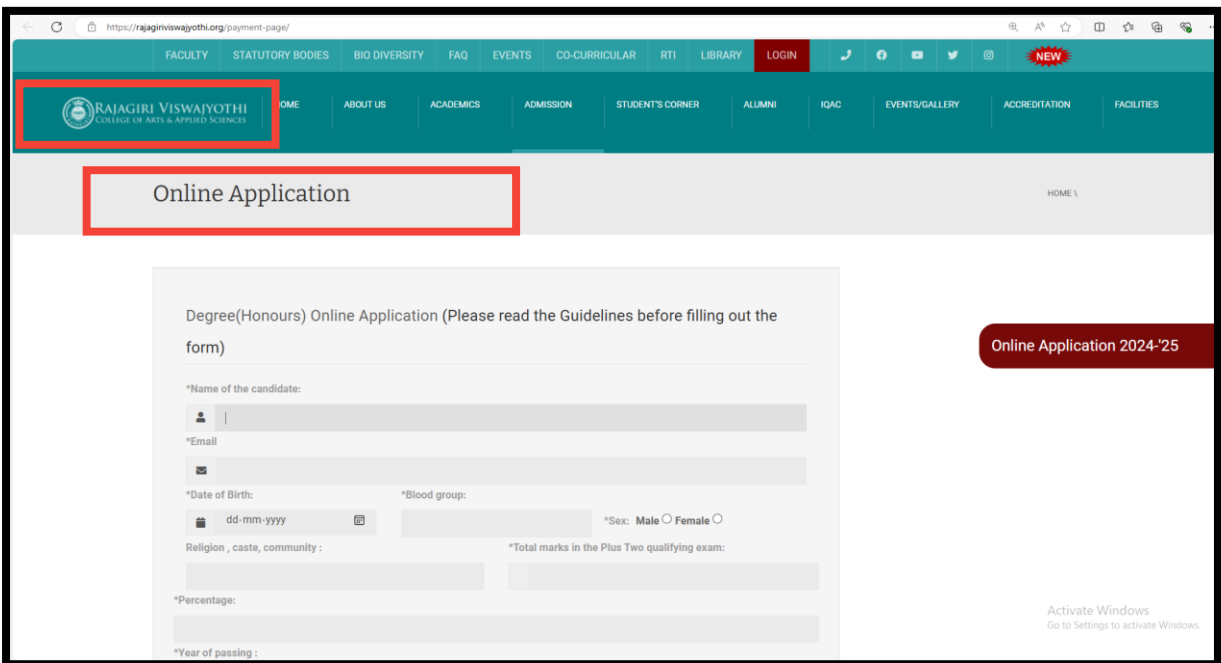 https://rajagiriviswajyothi.org/payment-page/
FACULTY STATUTORY BODIES BIO DIVERSITY FAQ EVENTS CO-CURRICULAR RTI LIBRARY LOGIN NEW
RAJAGIRI VISWAJYOTHI
COLLEGE OF ARTS & APPLIED SCIENCES
OME ABOUT US ACADEMICS ADMISSION STUDENT'S CORNER ALUMNI IQAC EVENTS/GALLERY ACCREDITATION FACILITIES
Online Application
HOME \
Degree(Honours) Online Application (Please read the Guidelines before filling out the
form)
Online Application 2024-'25
*Name of the candidate:
*Email
*Date of Birth: *Blood group:
dd-mm-yyyy *Sex: Male Female
Religion , caste, community : *Total marks in the Plus Two qualifying exam:
*Percentage:
Activate Windows
Go to Settings to activate Windows.
*Year of passing :